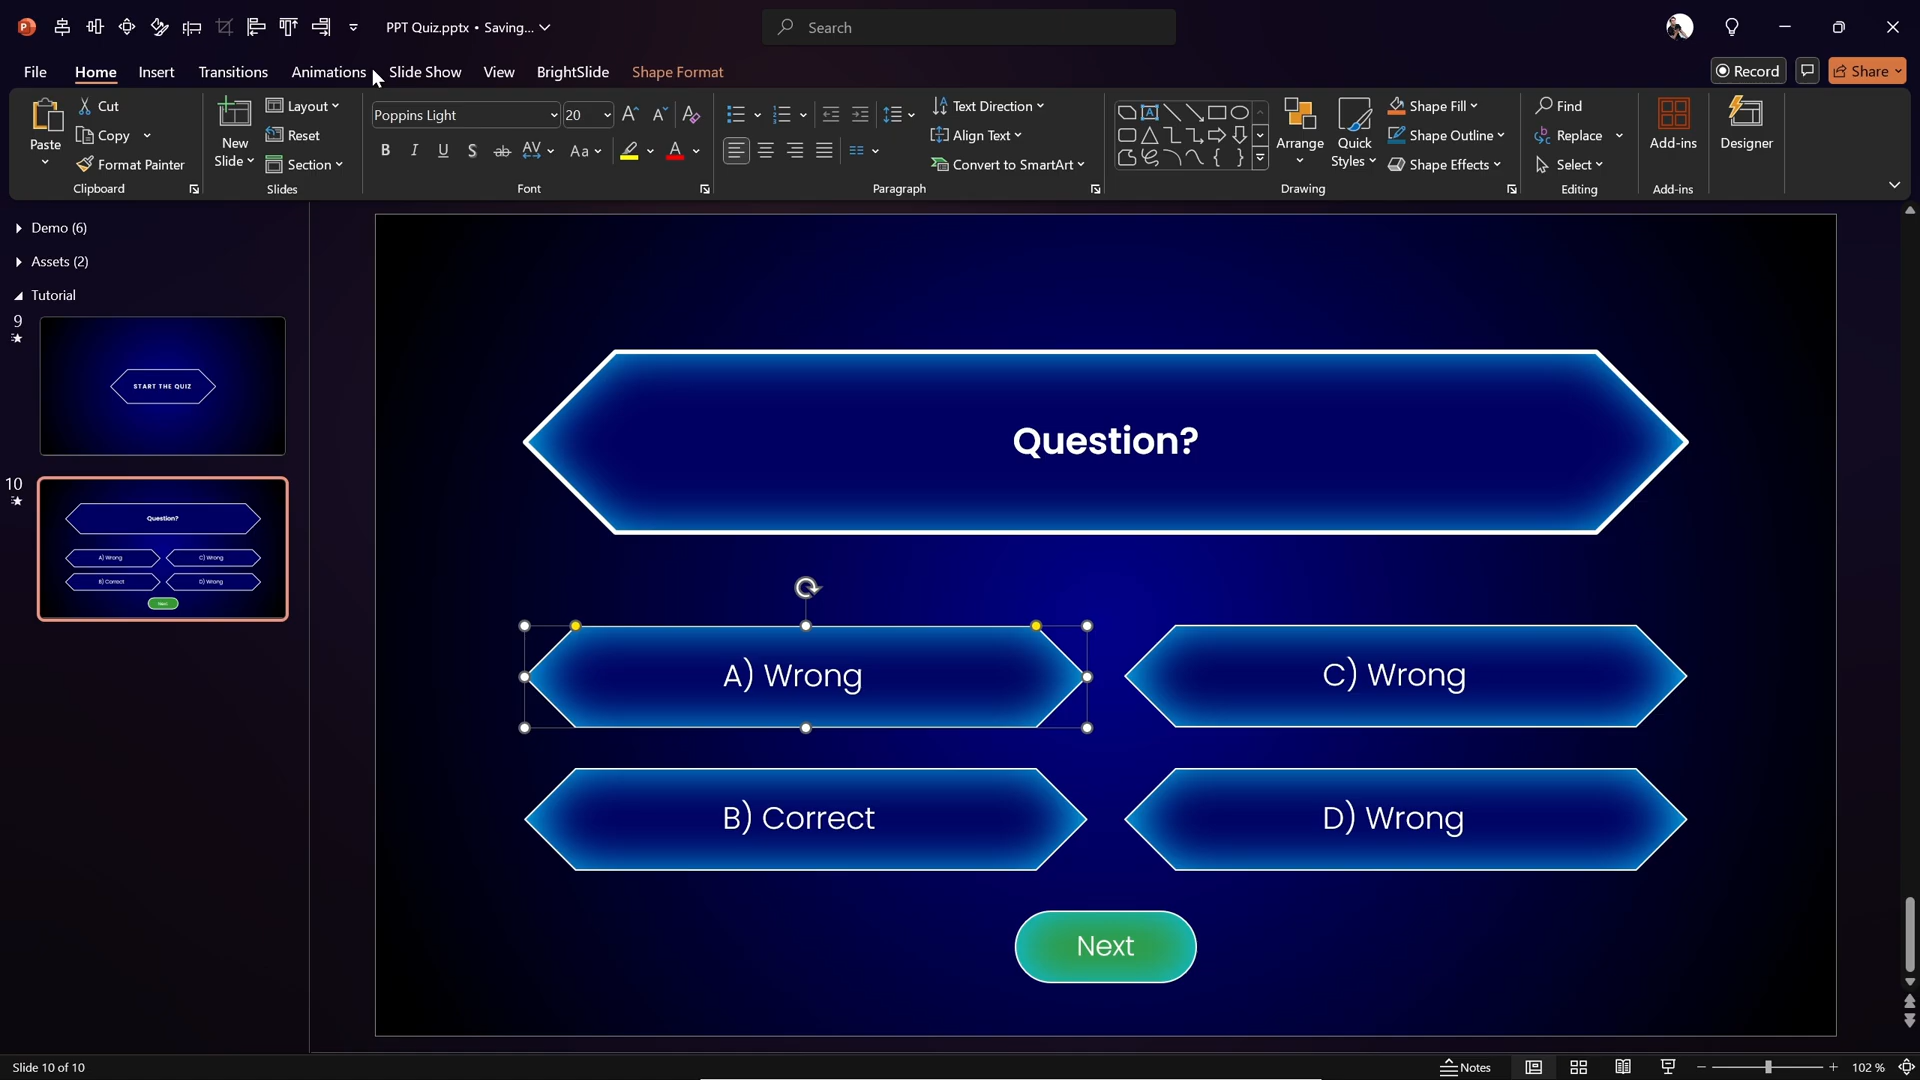 PPT Quiz.pptx • Saving...
Search
File Home Insert Transitions Animations Slide Show View BrightSlide Shape Format
Record Share
Paste
Cut
Copy
Format Painter
Clipboard
New Slide
Layout
Reset
Section
Slides
Poppins Light 20
B I U S ab AV Aa A
Font
Text Direction
Align Text
Convert to SmartArt
Paragraph
Arrange
Quick Styles
Shape Fill
Shape Outline
Shape Effects
Drawing
Find
Replace
Select
Editing
Add-ins
Add-ins
Designer
Demo (6)
Assets (2)
Tutorial
9
START THE QUIZ
10
Question?
A) Wrong C) Wrong
B) Correct D) Wrong
Next
Question?
A) Wrong
C) Wrong
B) Correct
D) Wrong
Next
Slide 10 of 10
Notes
102 %